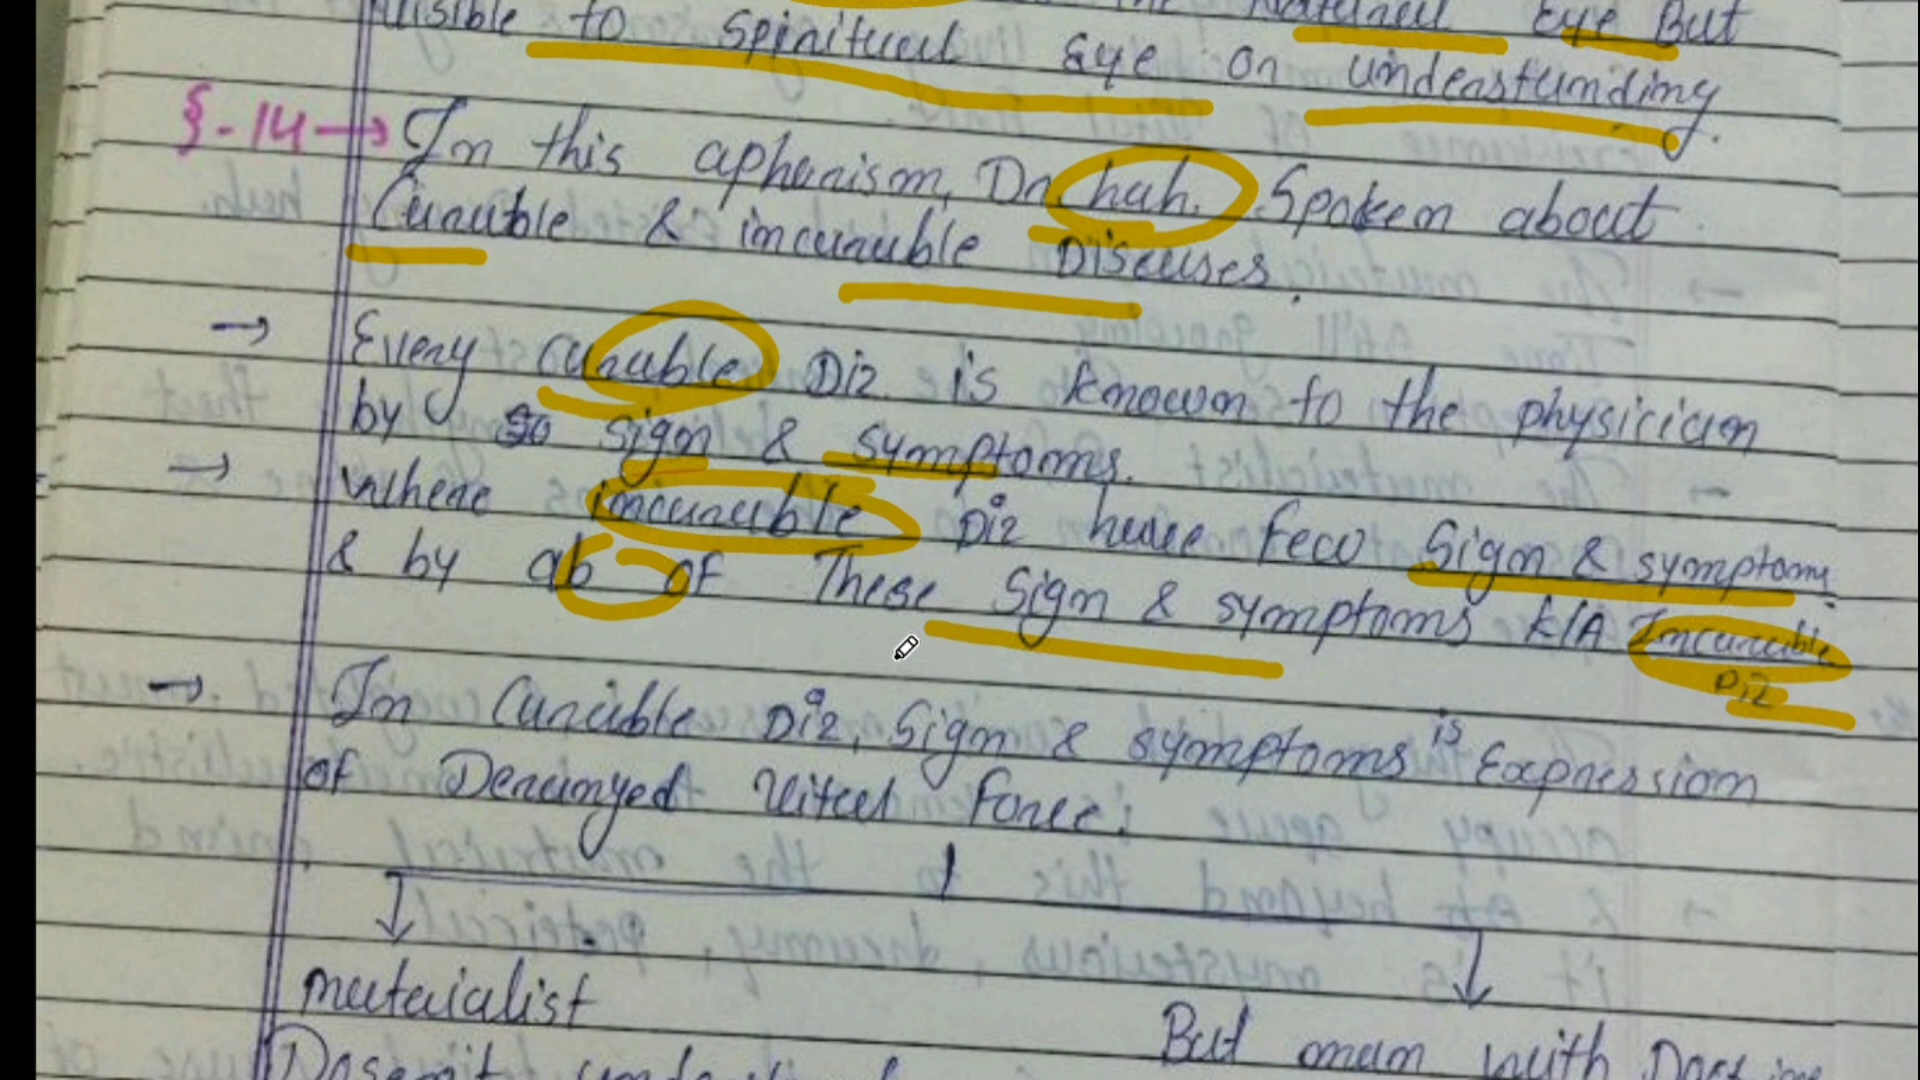 Eye But
visible to spiritual Eye or understanding.
§-14→ In this aphorism, Dr hah. Spoken about
Curable & incurable Diseases.
→ Every curable Diz. is known to the physician
by sign & symptoms.
→ Where incurable Diz have Few Sign & symptoms
& by ab of These Sign & symptoms K/A Incurable
Diz
→ In Curable Diz, Sign & symptoms is Expression
of Deranged Vital Force:
materialist
But man with